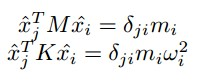 $\hat{x}_j^T M \hat{x}_i = \delta_{ji} m_i$
$\hat{x}_j^T K \hat{x}_i = \delta_{ji} m_i \omega_i^2$